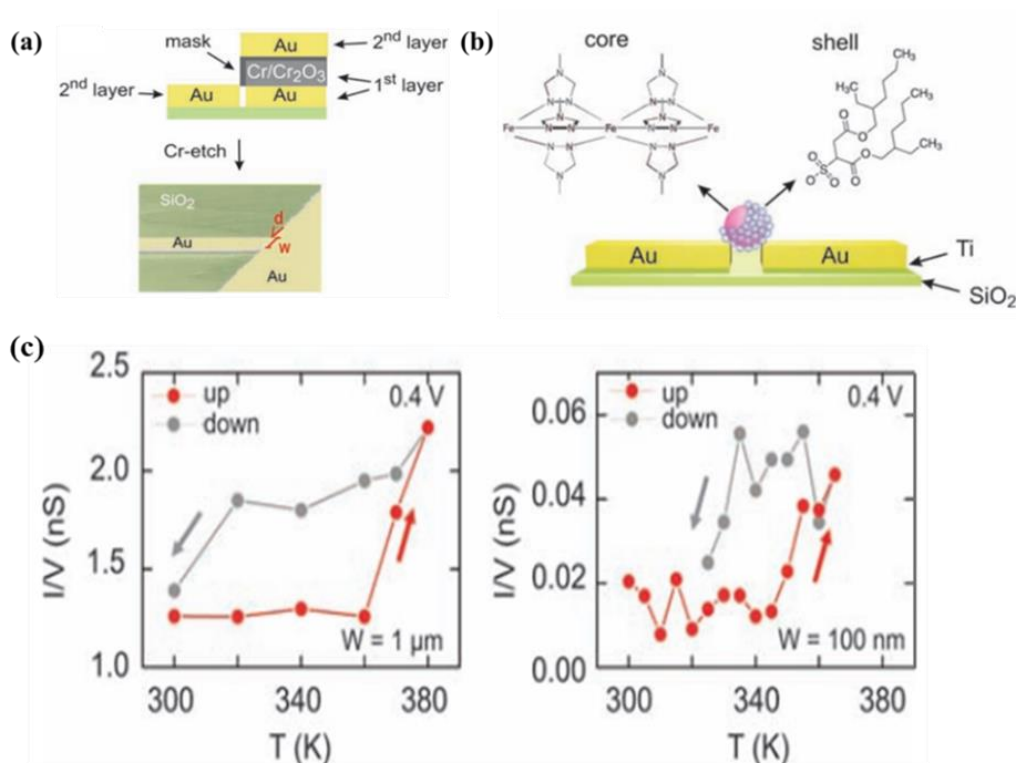 (a)
mask
Au
2nd layer
Cr/Cr2O3
1st layer
2nd layer
Au
Au
Cr-etch
SiO2
Au
d
W
Au
(b)
core
shell
N
N
N
N N
N N
Fe
N
N
N
N
Fe
Fe
N N
N N
N
N
CH3
H3C
O
O
O
CH3
O
S
O
O
O
H3C
CH3
Au
Au
Ti
SiO2
(c)
2.5
2.0
1.5
1.0
I/V (nS)
up
down
0.4 V
W = 1 µm
300
340
380
T (K)
0.06
0.04
0.02
0.00
I/V (nS)
up
down
0.4 V
W = 100 nm
300
340
380
T (K)